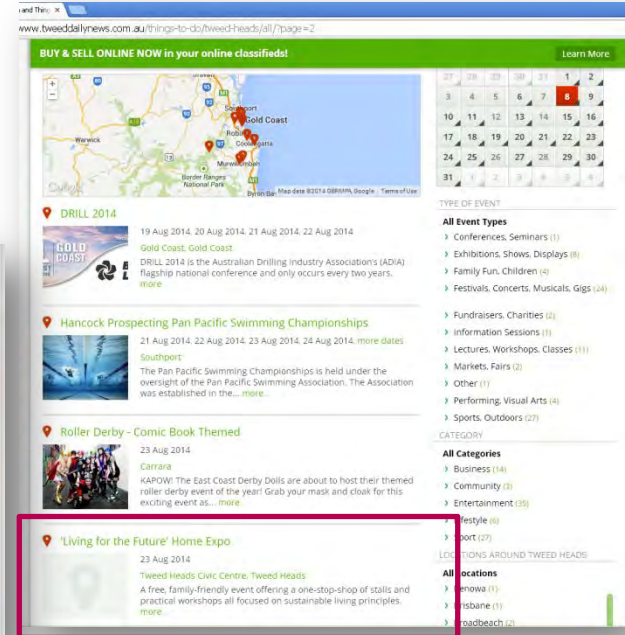 and Thing ×
www.tweeddailynews.com.au/things-to-do/tweed-heads/all/?page=2
BUY & SELL ONLINE NOW in your online classifieds!
Learn More
Warwick
Gold Coast
Border Ranges
National Park
Map data ©2014 GBRMPA, Google
Terms of Use
DRILL 2014
19 Aug 2014, 20 Aug 2014, 21 Aug 2014, 22 Aug 2014
GOLD
COAST
Gold Coast, Gold Coast
DRILL 2014 is the Australian Drilling Industry Association's (ADIA)
flagship national conference and only occurs every two years.
more
Hancock Prospecting Pan Pacific Swimming Championships
21 Aug 2014, 22 Aug 2014, 23 Aug 2014, 24 Aug 2014, more dates
Southport
The Pan Pacific Swimming Championships is held under the
oversight of the Pan Pacific Swimming Association. The Association
was established in the... more
Roller Derby - Comic Book Themed
23 Aug 2014
Carrara
KAPOW! The East Coast Derby Dolls are about to host their themed
roller derby event of the year! Grab your mask and cloak for this
exciting event as... more
'Living for the Future' Home Expo
23 Aug 2014
Tweed Heads Civic Centre, Tweed Heads
A free, family-friendly event offering a one-stop-shop of stalls and
practical workshops all focused on sustainable living principles.
more
27 28 29 30 31 1 2
3 4 5 6 7 8 9
10 11 12 13 14 15 16
17 18 19 20 21 22 23
24 25 26 27 28 29 30
31 1 2 3 4 5 6
TYPE OF EVENT
All Event Types
Conferences, Seminars (1)
Exhibitions, Shows, Displays (8)
Family Fun, Children (4)
Festivals, Concerts, Musicals, Gigs (24)
Fundraisers, Charities (2)
Information Sessions (1)
Lectures, Workshops, Classes (11)
Markets, Fairs (2)
Other (1)
Performing, Visual Arts (4)
Sports, Outdoors (27)
CATEGORY
All Categories
Business (14)
Community (3)
Entertainment (35)
ifestyle (6)
port (27)
LOCATIONS AROUND TWEED HEADS
All ocations
enowa (1)
risbane (1)
roadbeach (2)